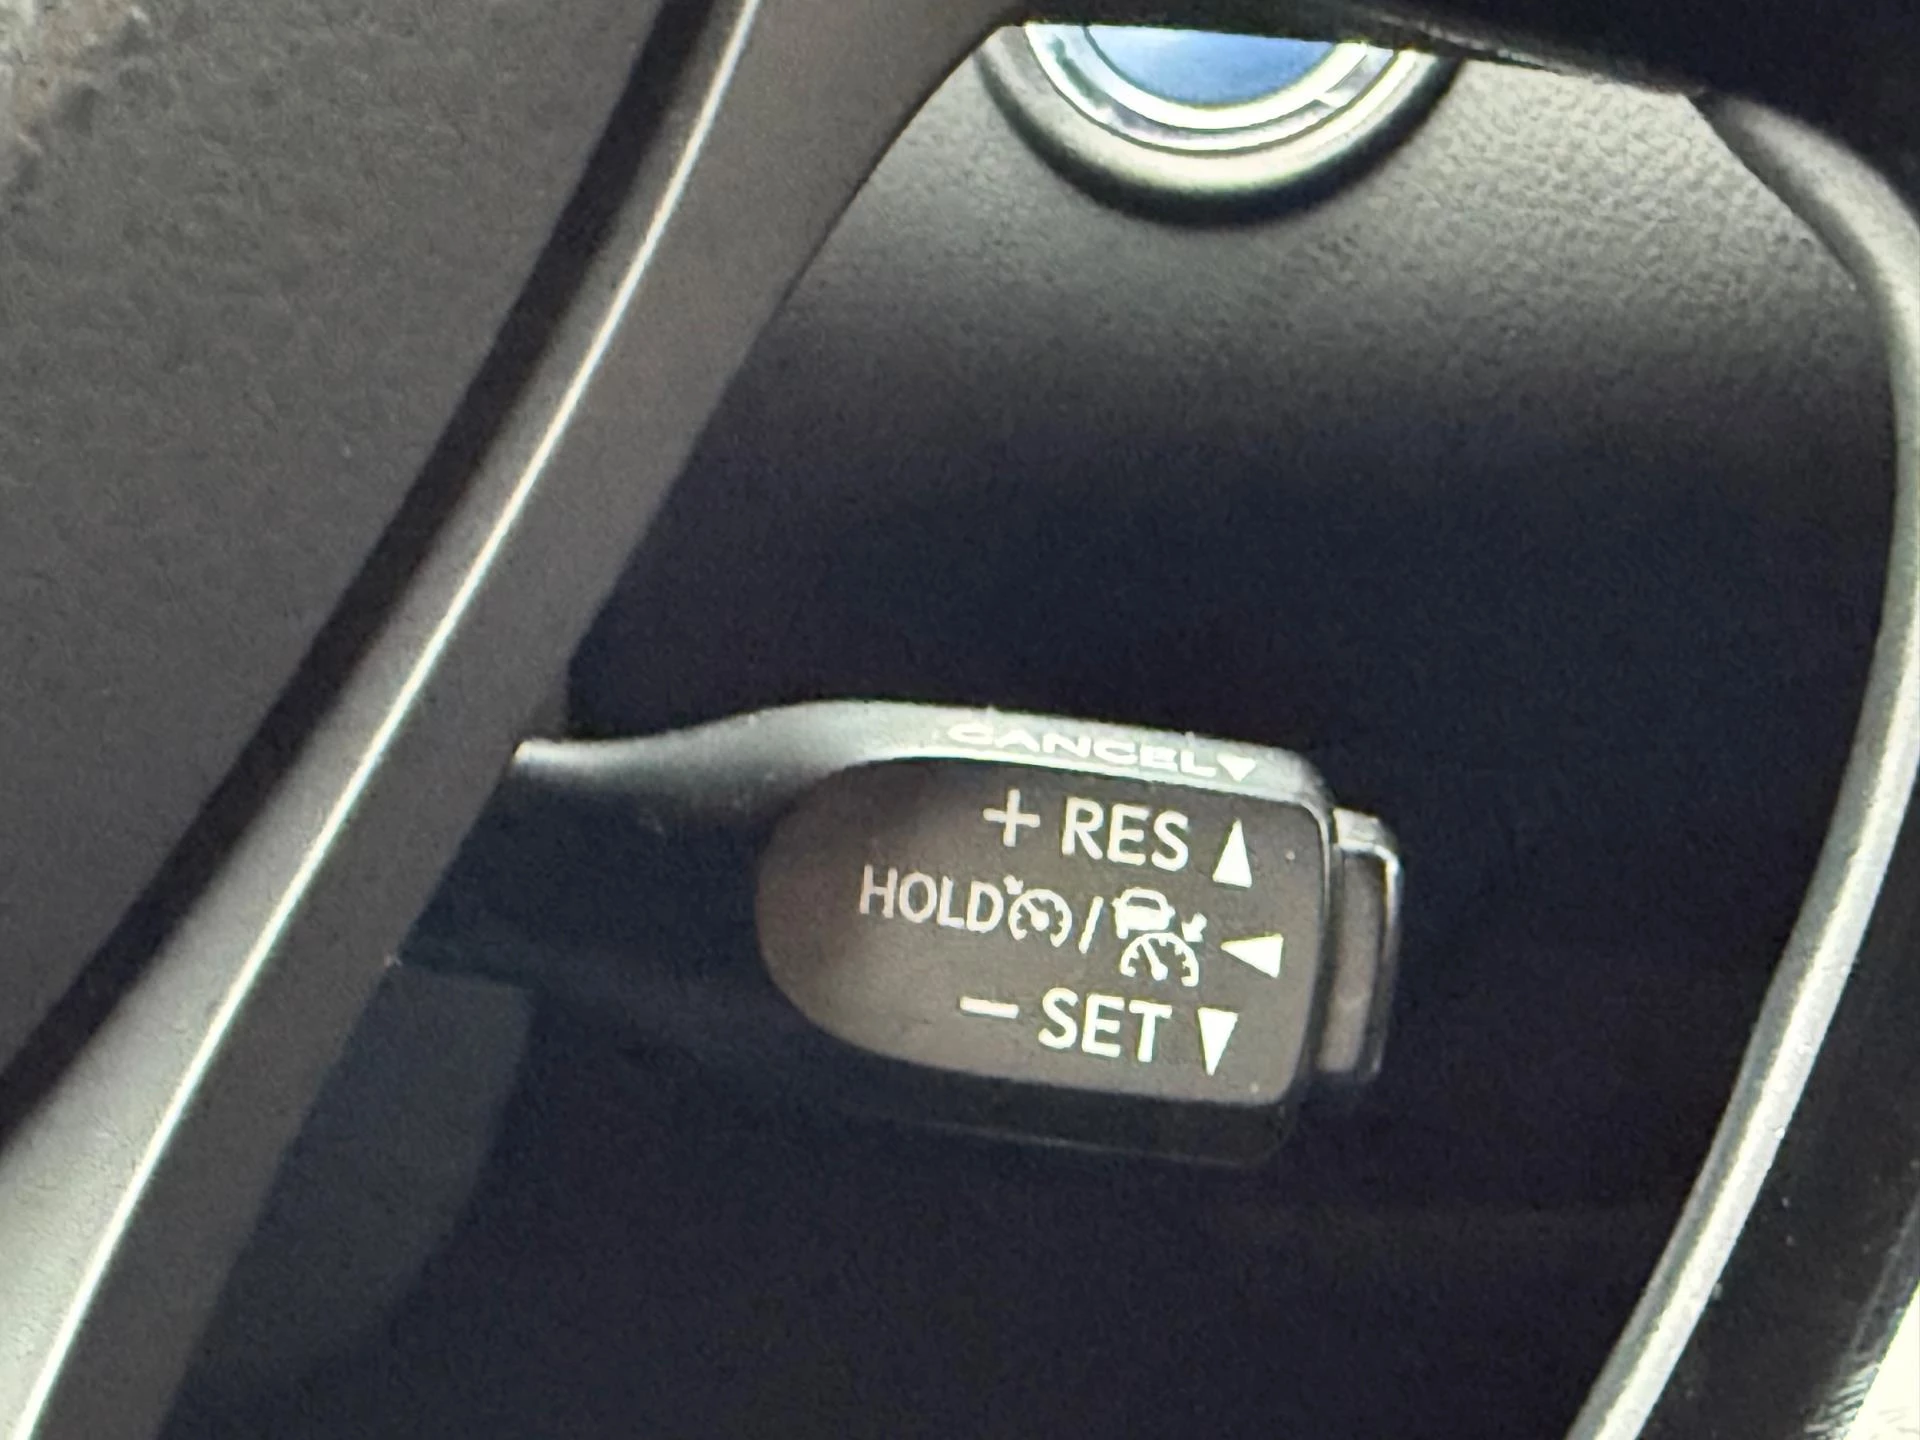 CANCEL▼
+ RES ▲
HOLD / ◀
− SET ▼